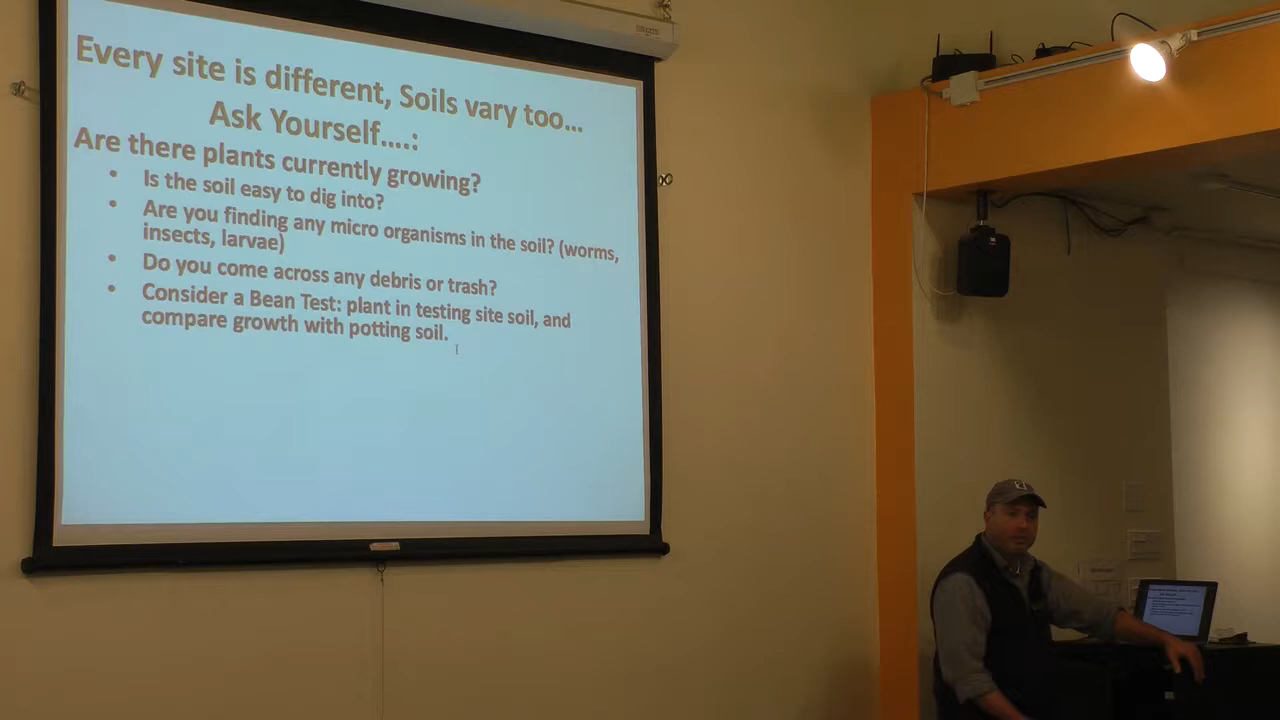 Every site is different, Soils vary too...
Ask Yourself....:
Are there plants currently growing?
• Is the soil easy to dig into?
• Are you finding any micro organisms in the soil? (worms,
insects, larvae)
• Do you come across any debris or trash?
• Consider a Bean Test: plant in testing site soil, and
compare growth with potting soil.